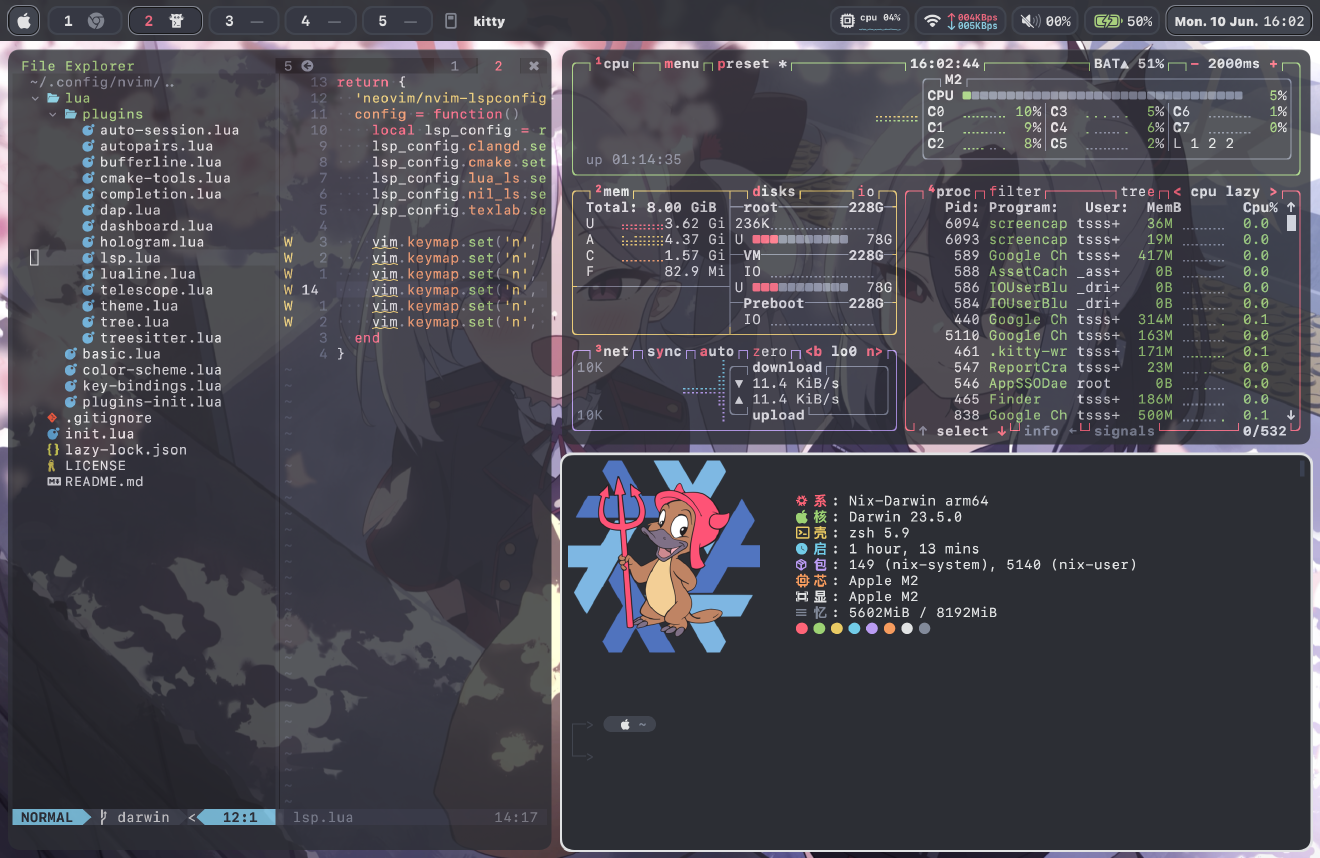 1
2
3 —
4 —
5 —
kitty
cpu 04%
004KBps
005KBps
00%
50%
Mon. 10 Jun. 16:02
File Explorer
~/.config/nvim/..
lua
plugins
auto-session.lua
autopairs.lua
bufferline.lua
cmake-tools.lua
completion.lua
dap.lua
dashboard.lua
hologram.lua
lsp.lua
lualine.lua
telescope.lua
theme.lua
tree.lua
treesitter.lua
basic.lua
color-scheme.lua
key-bindings.lua
plugins-init.lua
.gitignore
init.lua
{} lazy-lock.json
LICENSE
README.md
NORMAL darwin < 12:1
5 1 2
13 return {
12 'neovim/nvim-lspconfig
11 config = function()
10 local lsp_config = r
9 lsp_config.clangd.se
8 lsp_config.cmake.set
7 lsp_config.lua_ls.se
6 lsp_config.nil_ls.se
5 lsp_config.texlab.se
4
W 3 vim.keymap.set('n',
W 2 vim.keymap.set('n',
W 1 vim.keymap.set('n',
W 14 vim.keymap.set('n',
W 1 vim.keymap.set('n',
W 2 vim.keymap.set('n',
3 end
4 }
lsp.lua 14:17
1cpu menu preset * 16:02:44 BAT▲ 51% - 2000ms +
M2
CPU 5%
C0 10% C3 5% C6 1%
C1 9% C4 6% C7 0%
C2 8% C5 2% L 1 2 2
up 01:14:35
2mem disks io
Total: 8.00 GiB
U 3.62 Gi
A 4.37 Gi
C 1.57 Gi
F 82.9 Mi
root 228G
236K
U 78G
VM 228G
IO
U 78G
Preboot 228G
IO
3net sync auto zero <b lo0 n>
10K
download
▼ 11.4 KiB/s
▲ 11.4 KiB/s
upload
10K
4proc filter tree < cpu lazy >
Pid: Program: User: MemB Cpu% ↑
6094 screencap tsss+ 36M 0.0
6093 screencap tsss+ 19M 0.0
589 Google Ch tsss+ 417M 0.0
588 AssetCach _ass+ 0B 0.0
586 IOUserBlu _dri+ 0B 0.0
584 IOUserBlu _dri+ 0B 0.0
440 Google Ch tsss+ 314M 0.1
5110 Google Ch tsss+ 163M 0.0
461 .kitty-wr tsss+ 171M 0.1
547 ReportCra tsss+ 23M 0.0
546 AppSSODae root 0B 0.0
465 Finder tsss+ 186M 0.0
838 Google Ch tsss+ 500M 0.1 ↓
↑ select ↓ info ← signals 0/532
系 : Nix-Darwin arm64
核 : Darwin 23.5.0
壳 : zsh 5.9
启 : 1 hour, 13 mins
包 : 149 (nix-system), 5140 (nix-user)
芯 : Apple M2
显 : Apple M2
忆 : 5602MiB / 8192MiB
~